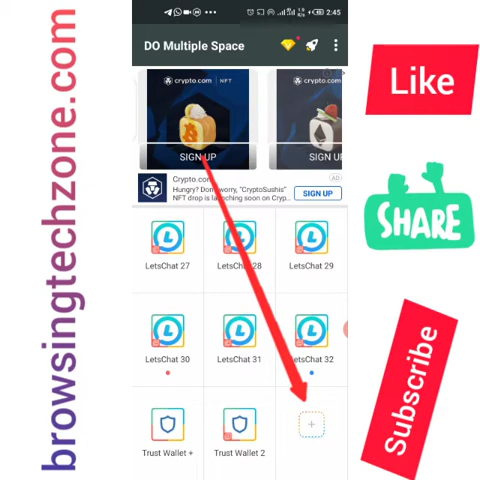 browsingtechzone.com
2:45
DO Multiple Space
crypto.com | NFT
crypto.com
SIGN UP
SIGN UP
Crypto.com
AD
Hungry? Don't worry, "CryptoSushis"
NFT drop is launching soon on Cryp...
SIGN UP
LetsChat 27
LetsChat 28
LetsChat 29
LetsChat 30
LetsChat 31
LetsChat 32
Trust Wallet +
Trust Wallet 2
Like
SHARE
Subscribe